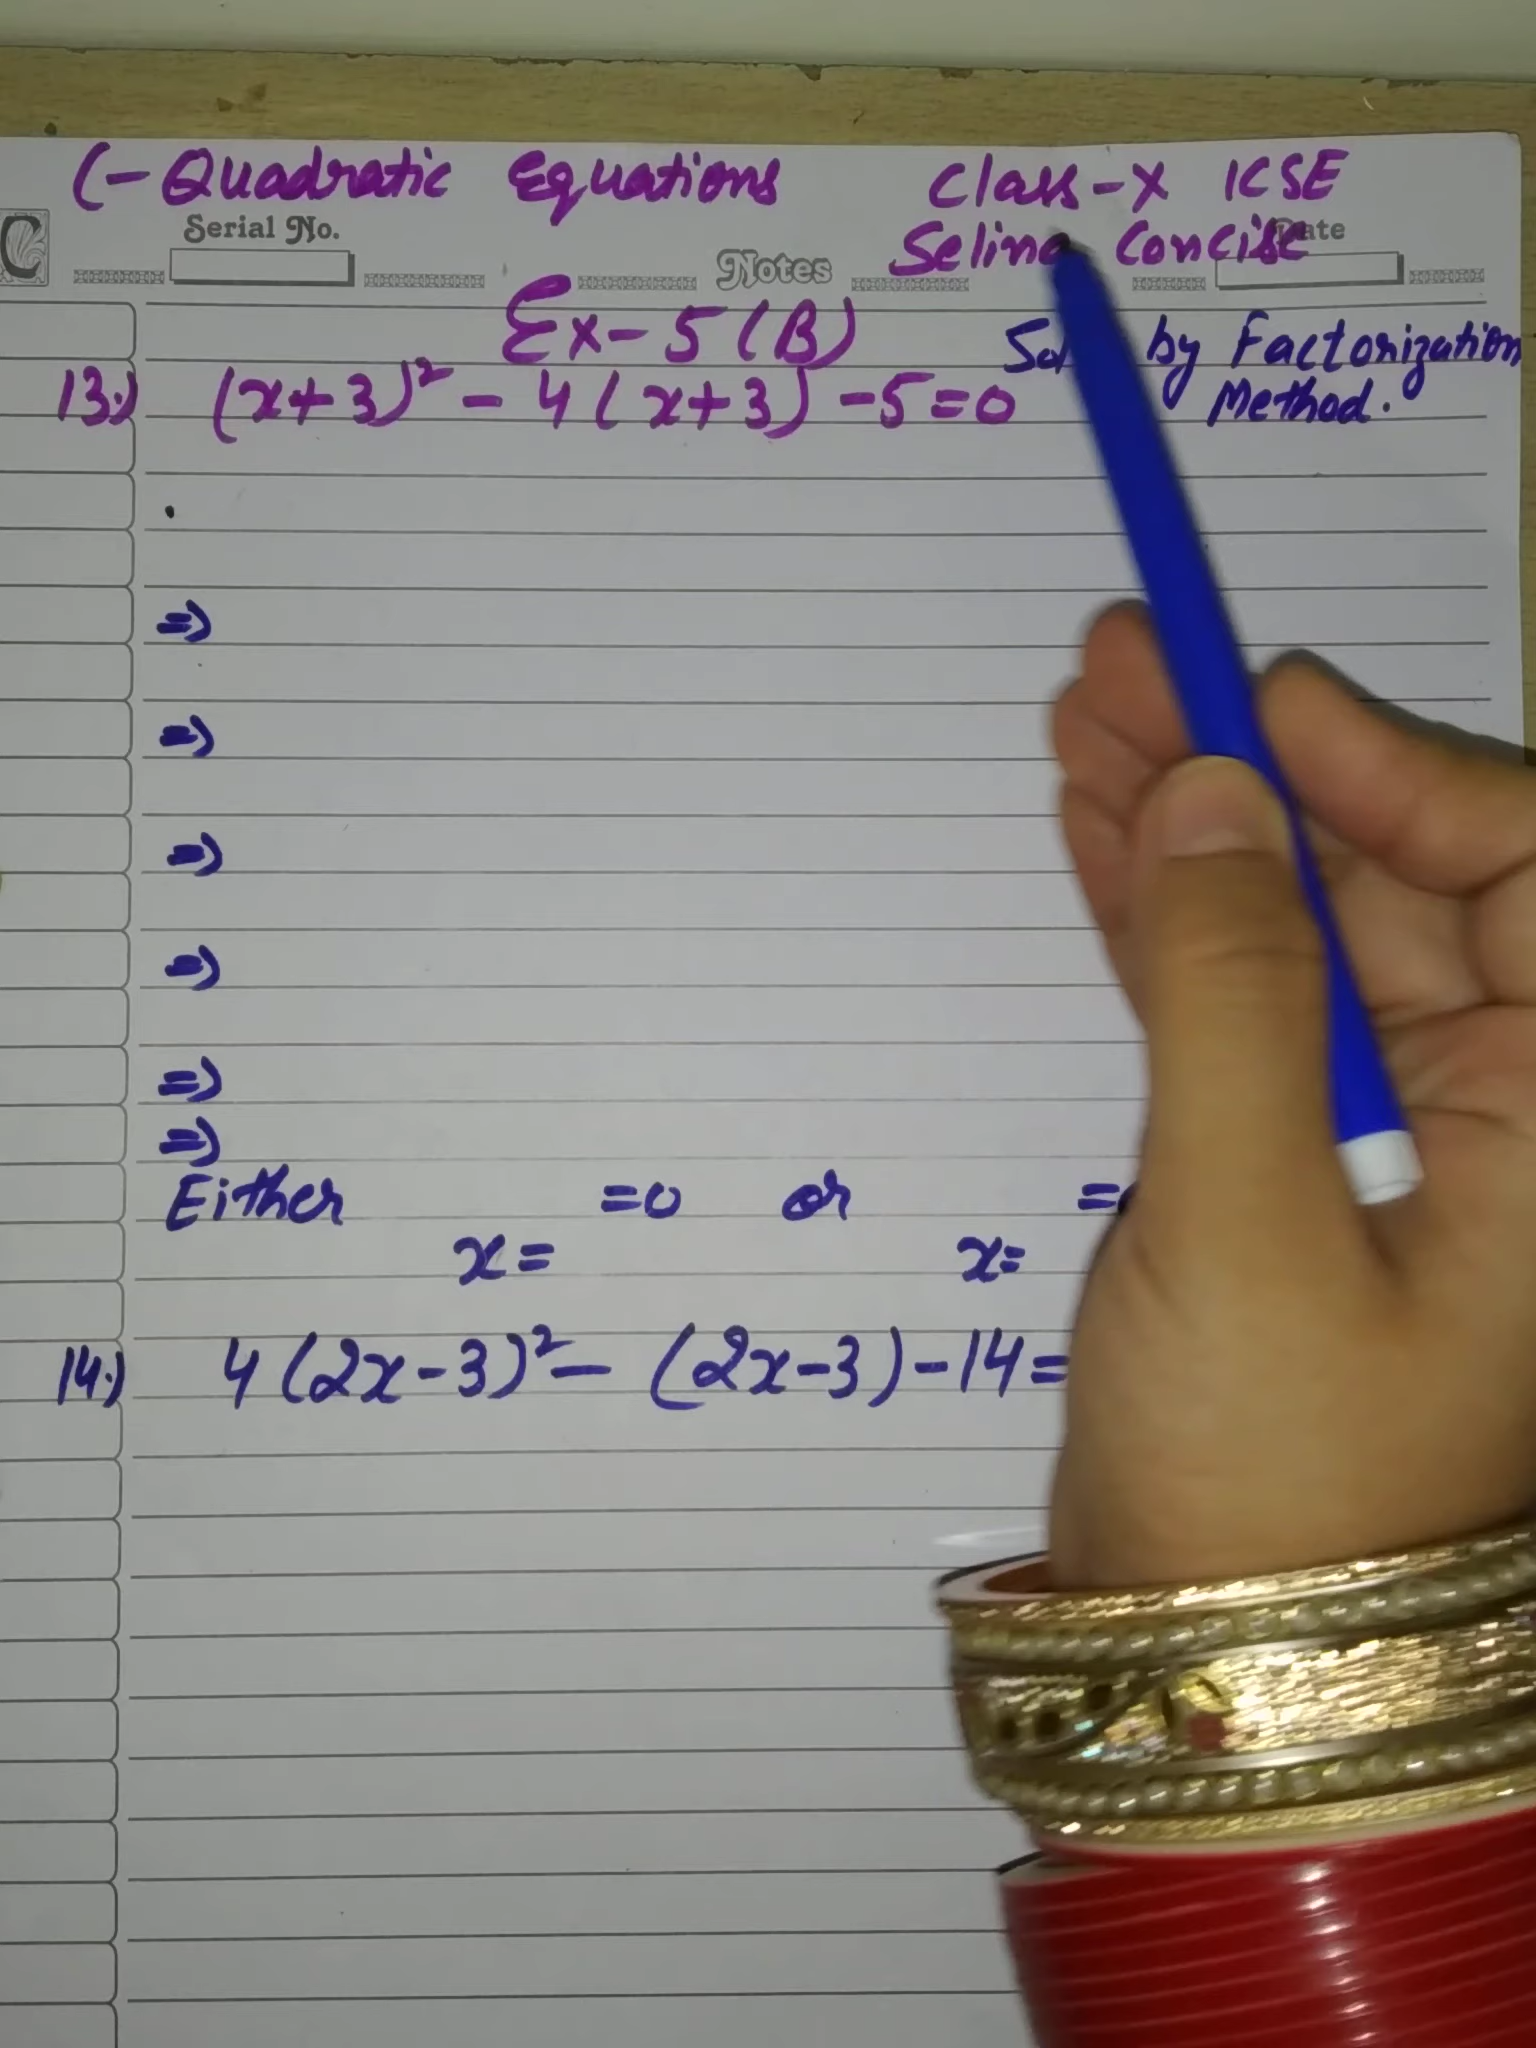 (- Quadratic Equations Class-X ICSE
C Serial No. Notes Selina Concise Date
Ex-5(B) by Factorization
13.) (x+3)² - 4(x+3) -5=0 Method.
.
=>
=>
=>
=>
=>
=>
Either =0 or =
x= x=
14.) 4(2x-3)² - (2x-3) -14=